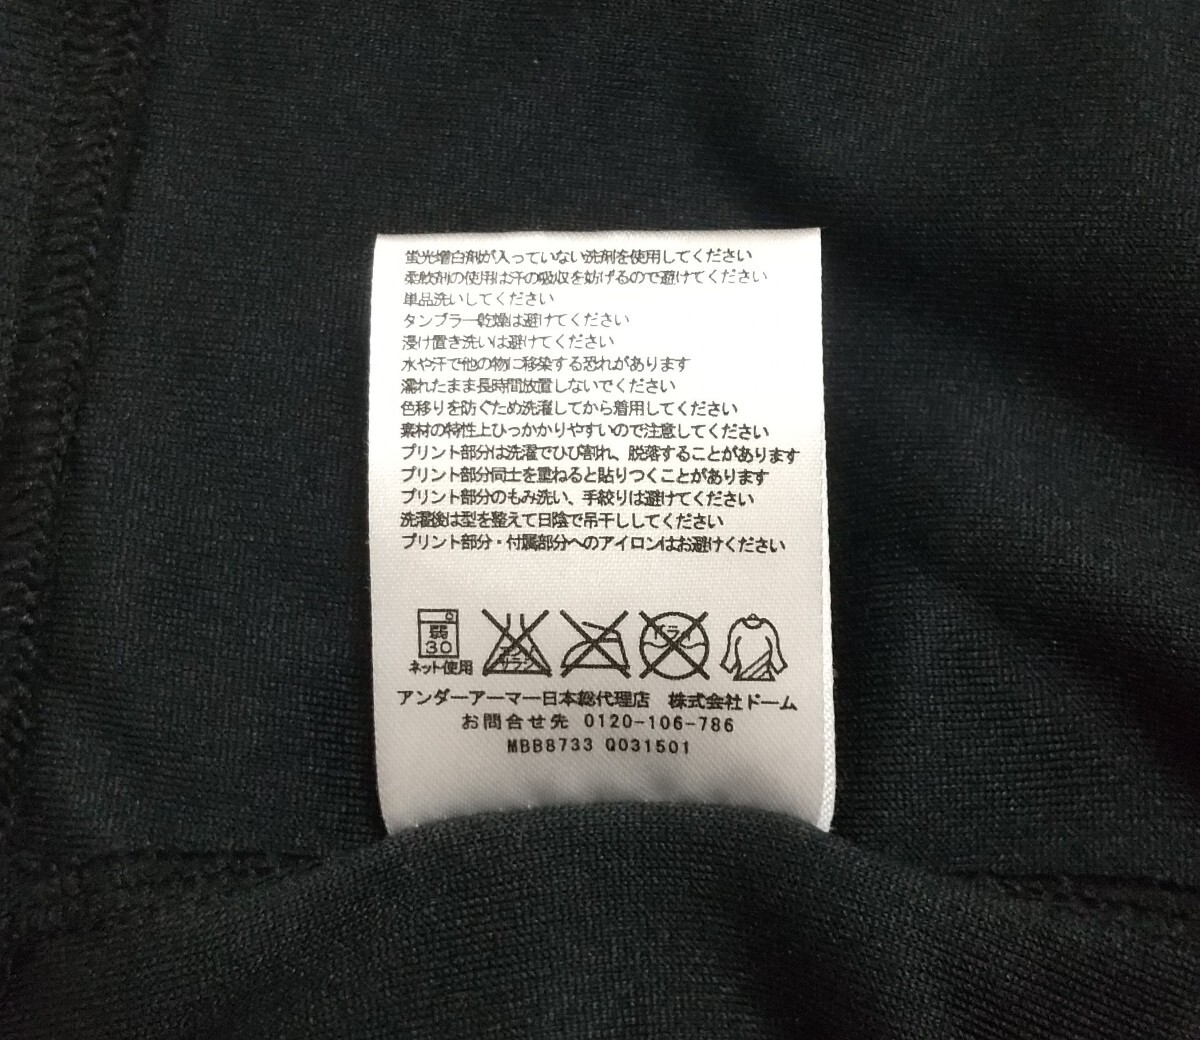 蛍光増白剤が入っていない洗剤を使用してください
柔軟剤の使用は汗の吸収を妨げるので避けてください
単品洗いしてください
タンブラー乾燥は避けてください
浸け置き洗いは避けてください
水や汗で他の物に移染する恐れがあります
濡れたまま長時間放置しないでください
色移りを防ぐため洗濯してから着用してください
素材の特性上ひっかかりやすいので注意してください
プリント部分は洗濯でひび割れ、脱落することがあります
プリント部分同士を重ねると貼りつくことがあります
プリント部分のもみ洗い、手絞りは避けてください
洗濯後は型を整えて日陰で吊干ししてください
プリント部分・付属部分へのアイロンはお避けください
弱
30
ネット使用
エンソ
サラシ
ドライ
アンダーアーマー日本総代理店 株式会社ドーム
お問合せ先 0120-106-786
MBB8733 Q031501